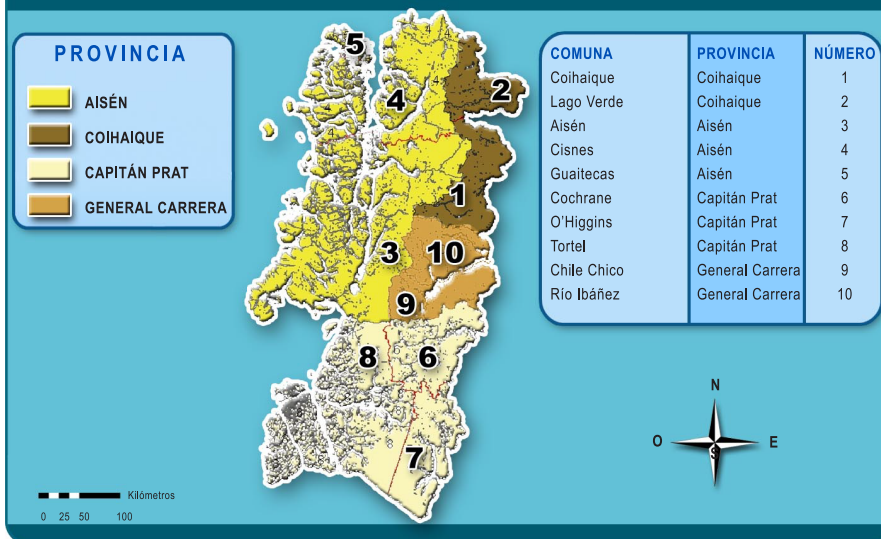 PROVINCIA
AISÉN
COIHAIQUE
CAPITÁN PRAT
GENERAL CARRERA
COMUNA PROVINCIA NÚMERO
Coihaique Coihaique 1
Lago Verde Coihaique 2
Aisén Aisén 3
Cisnes Aisén 4
Guaitecas Aisén 5
Cochrane Capitán Prat 6
O'Higgins Capitán Prat 7
Tortel Capitán Prat 8
Chile Chico General Carrera 9
Río Ibáñez General Carrera 10
5
4
2
1
3
10
9
8
6
7
N
O
E
S
Kilómetros
0 25 50 100